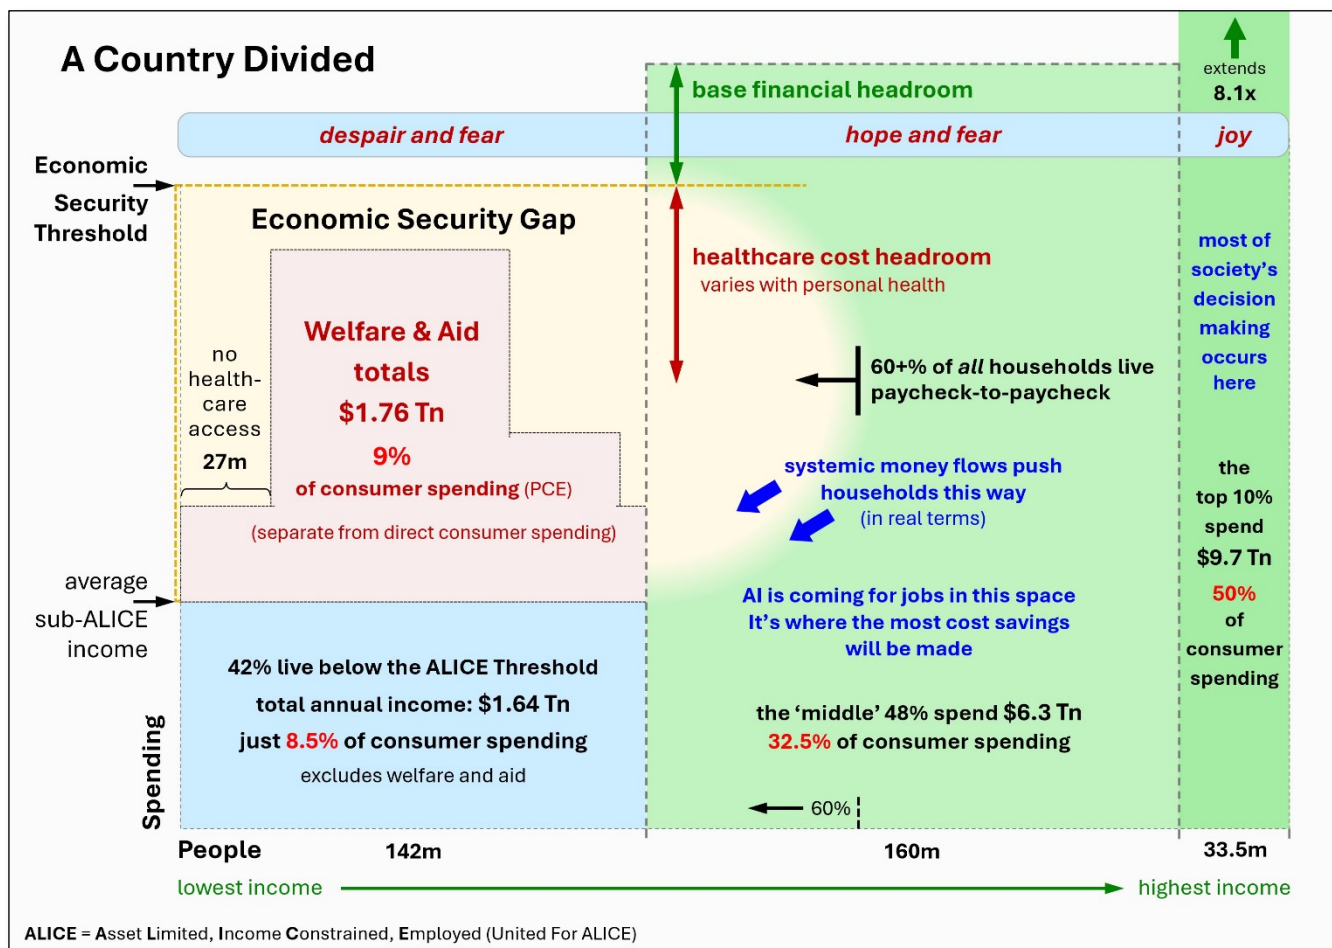 A Country Divided
extends
8.1x
base financial headroom
despair and fear
hope and fear
joy
Economic
Security
Threshold
Economic Security Gap
healthcare cost headroom
varies with personal health
most of
society's
decision
making
occurs
here
no
health-
care
access
27m
Welfare & Aid
totals
$1.76 Tn
9%
of consumer spending (PCE)
(separate from direct consumer spending)
60+% of all households live
paycheck-to-paycheck
systemic money flows push
households this way
(in real terms)
the
top 10%
spend
$9.7 Tn
50%
of
consumer
spending
average
sub-ALICE
income
AI is coming for jobs in this space
It's where the most cost savings
will be made
42% live below the ALICE Threshold
total annual income: $1.64 Tn
just 8.5% of consumer spending
excludes welfare and aid
the ‘middle’ 48% spend $6.3 Tn
32.5% of consumer spending
60%
Spending
People
142m
160m
33.5m
lowest income
highest income
ALICE = Asset Limited, Income Constrained, Employed (United For ALICE)